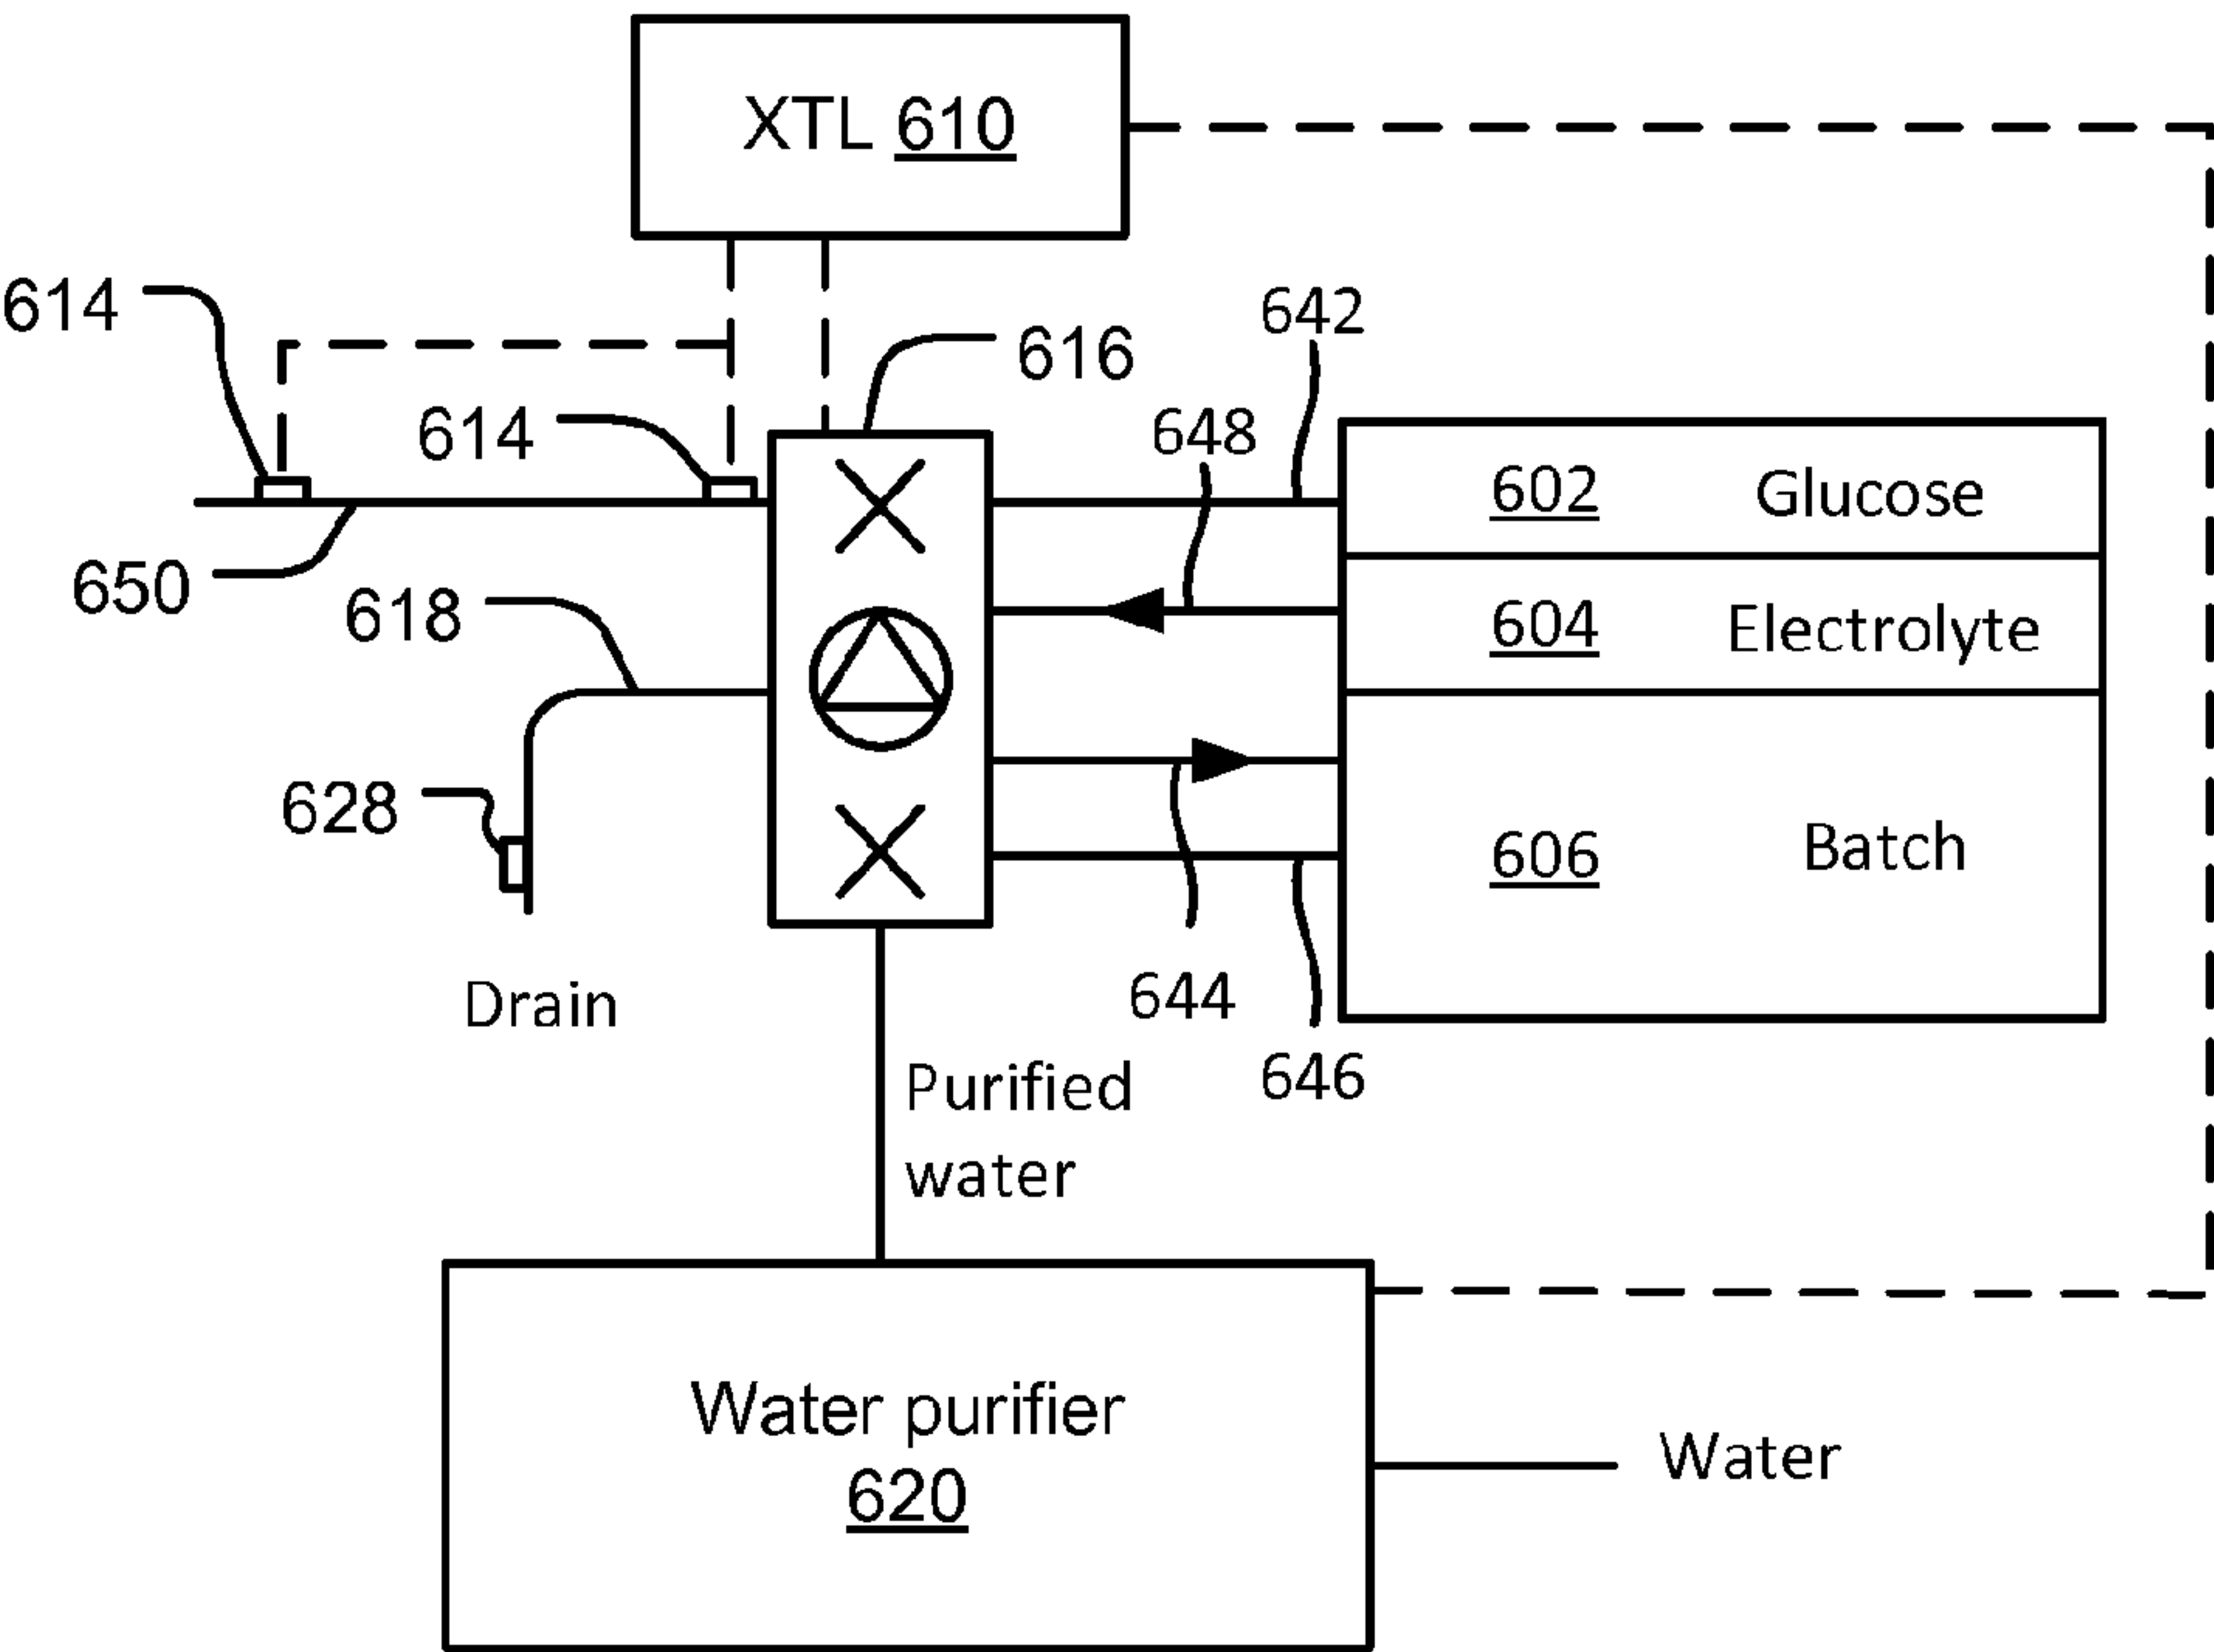 XTL 610
614
642
616
614
648
602 Glucose
650
618
604 Electrolyte
628
606 Batch
Drain
644
646
Purified
water
Water purifier
620
Water